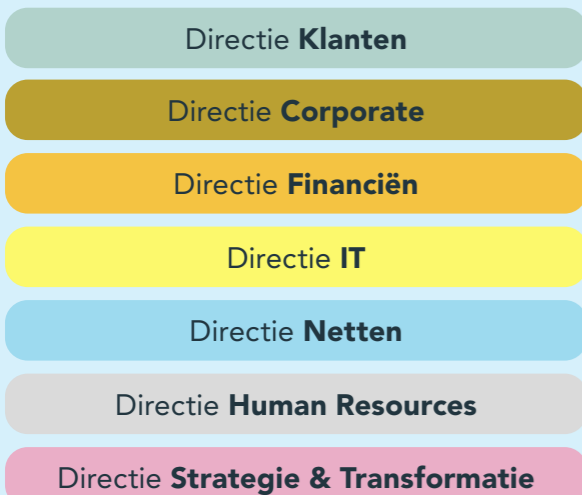 Directie Klanten
Directie Corporate
Directie Financiën
Directie IT
Directie Netten
Directie Human Resources
Directie Strategie & Transformatie